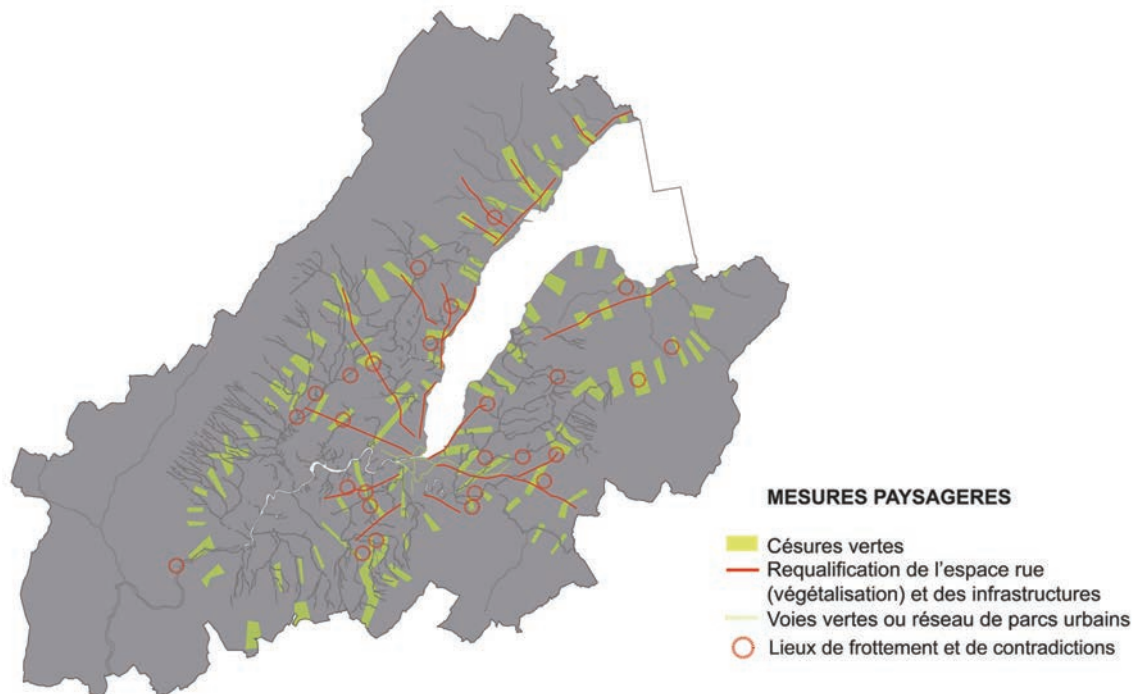 MESURES PAYSAGERES
Césures vertes
Requalification de l'espace rue
(végétalisation) et des infrastructures
Voies vertes ou réseau de parcs urbains
Lieux de frottement et de contradictions